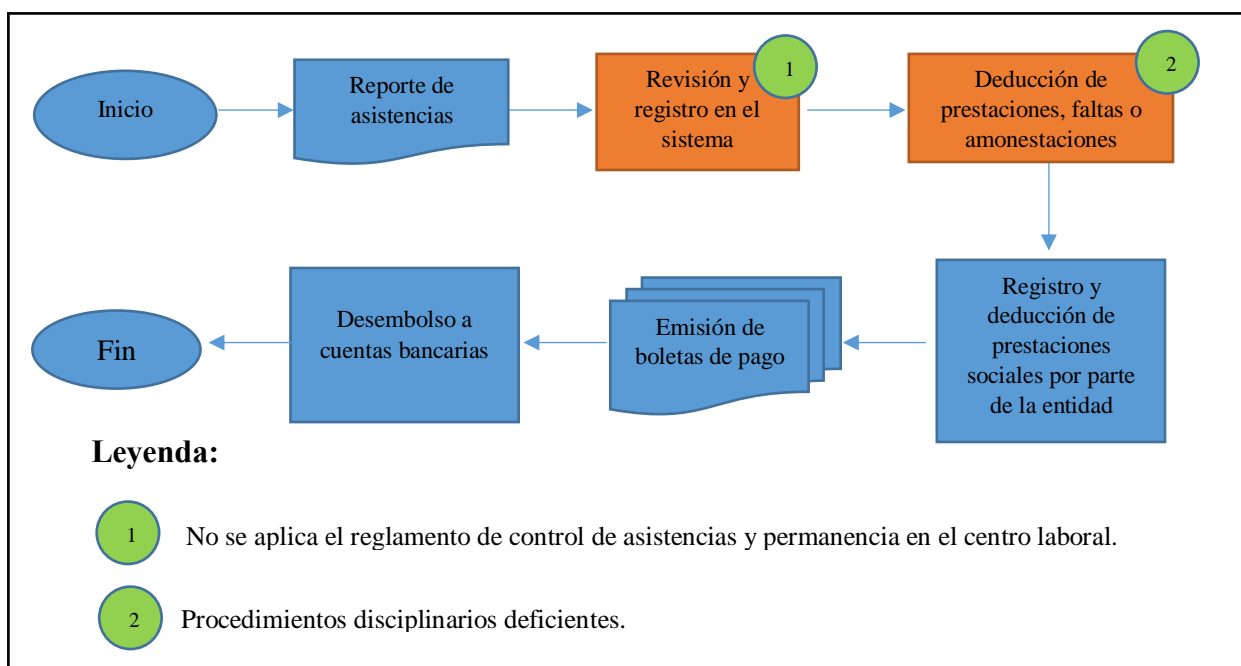 Inicio
Reporte de
asistencias
Revisión y
registro en el
sistema
1
Deducción de
prestaciones, faltas o
amonestaciones
2
Registro y
deducción de
prestaciones
sociales por parte
de la entidad
Emisión de
boletas de pago
Desembolso a
cuentas bancarias
Fin
Leyenda:
1 No se aplica el reglamento de control de asistencias y permanencia en el centro laboral.
2 Procedimientos disciplinarios deficientes.